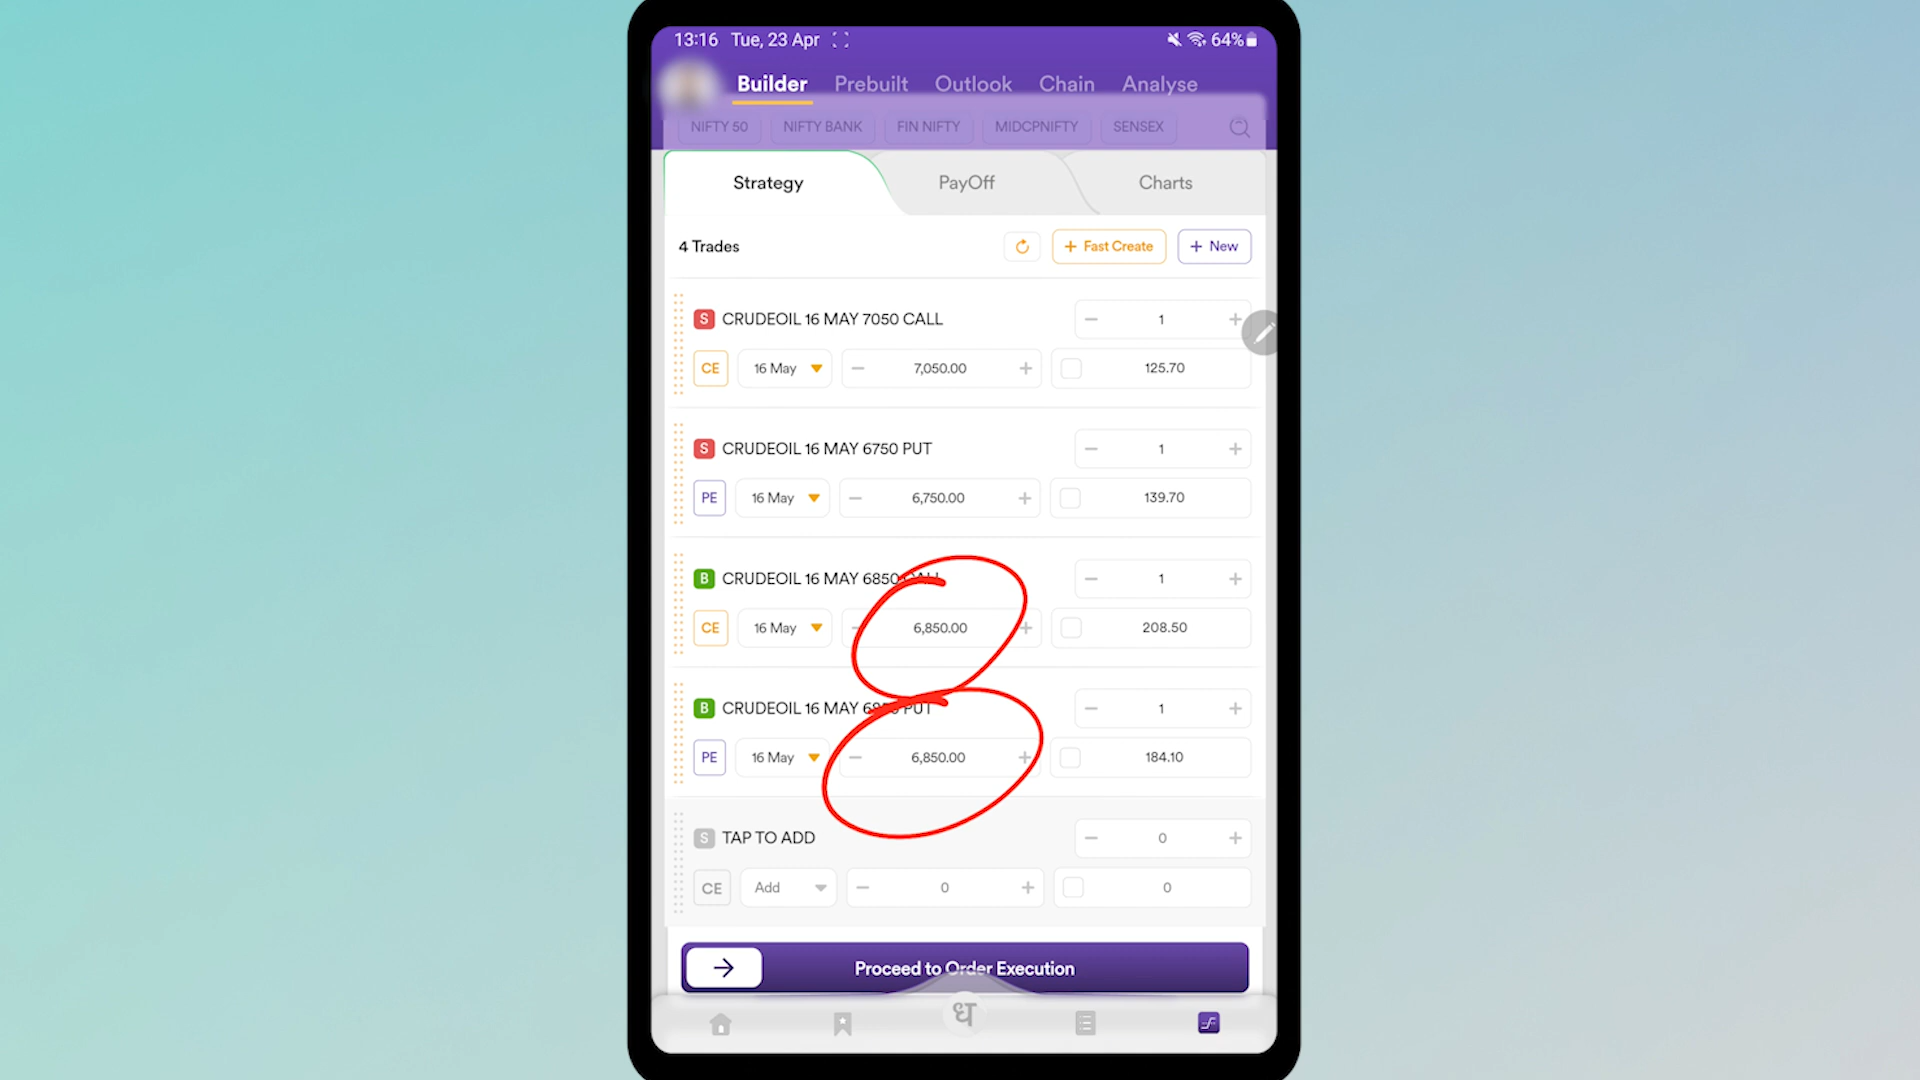 13:16 Tue, 23 Apr 64%
Builder Prebuilt Outlook Chain Analyse
NIFTY 50 NIFTY BANK FIN NIFTY MIDCPNIFTY SENSEX
Strategy PayOff Charts
4 Trades + Fast Create + New
S CRUDEOIL 16 MAY 7050 CALL − 1 +
CE 16 May − 7,050.00 + 125.70
S CRUDEOIL 16 MAY 6750 PUT − 1 +
PE 16 May − 6,750.00 + 139.70
B CRUDEOIL 16 MAY 6850 CALL − 1 +
CE 16 May − 6,850.00 + 208.50
B CRUDEOIL 16 MAY 6850 PUT − 1 +
PE 16 May − 6,850.00 + 184.10
S TAP TO ADD − 0 +
CE Add − 0 + 0
Proceed to Order Execution
ध